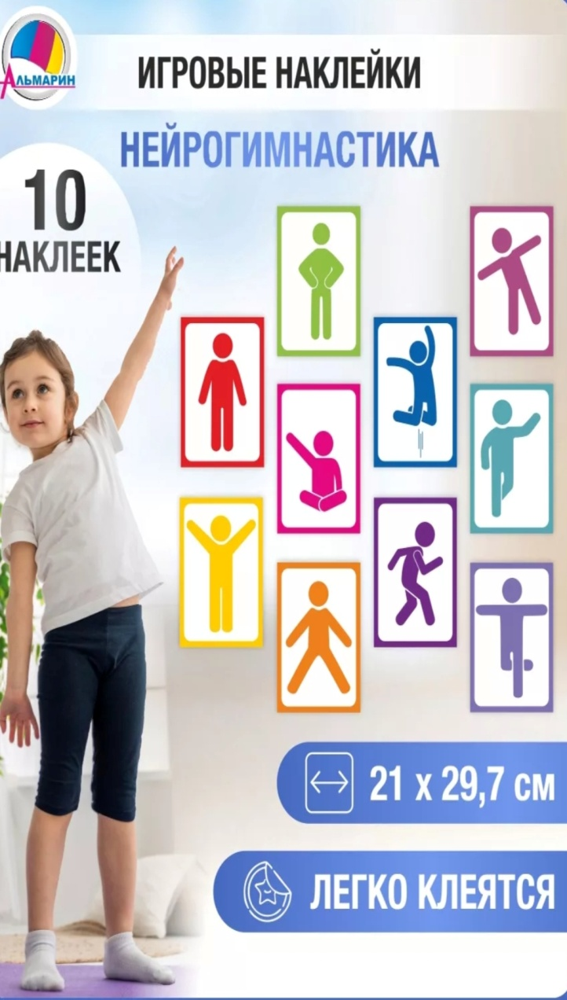 АЛЬМАРИН
ИГРОВЫЕ НАКЛЕЙКИ
НЕЙРОГИМНАСТИКА
10
НАКЛЕЕК
21 х 29,7 см
ЛЕГКО КЛЕЯТСЯ